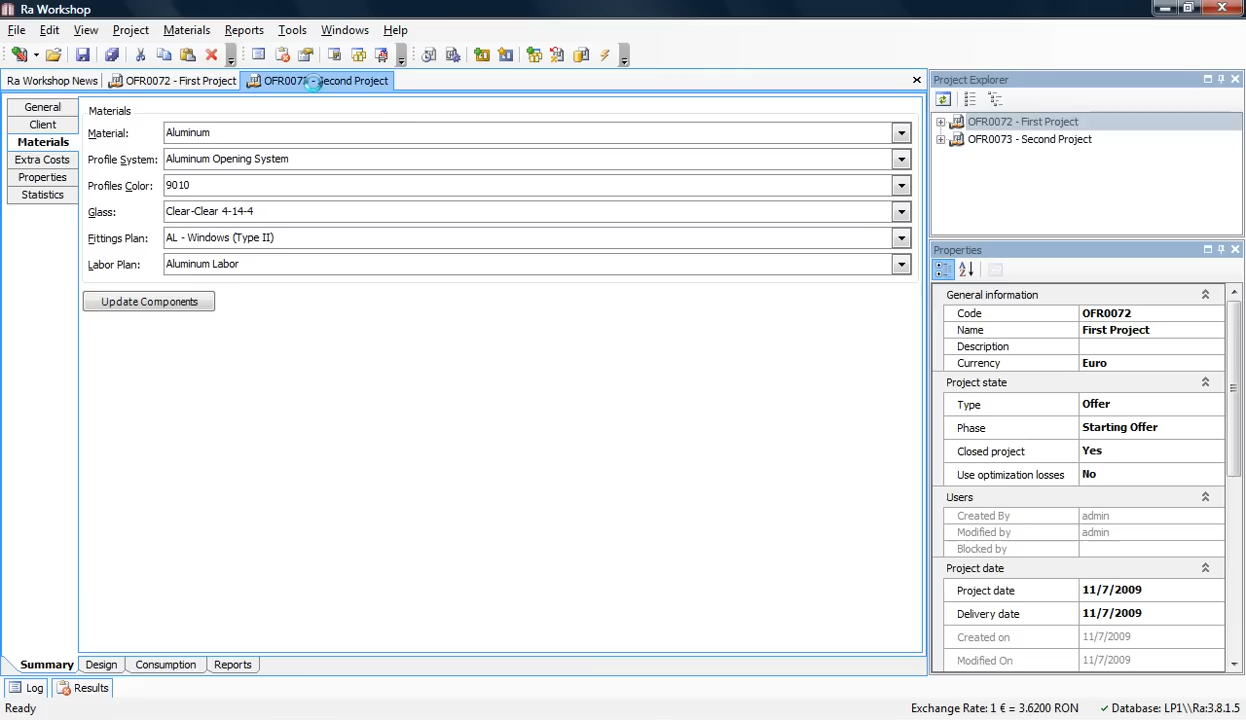 Ra Workshop
File Edit View Project Materials Reports Tools Windows Help
Ra Workshop News OFR0072 - First Project OFR0073 - Second Project
General
Client
Materials
Extra Costs
Properties
Statistics
Materials
Material: Aluminum
Profile System: Aluminum Opening System
Profiles Color: 9010
Glass: Clear-Clear 4-14-4
Fittings Plan: AL - Windows (Type II)
Labor Plan: Aluminum Labor
Update Components
Summary Design Consumption Reports
Project Explorer
OFR0072 - First Project
OFR0073 - Second Project
Properties
General information
Code OFR0072
Name First Project
Description
Currency Euro
Project state
Type Offer
Phase Starting Offer
Closed project Yes
Use optimization losses No
Users
Created By admin
Modified by admin
Blocked by
Project date
Project date 11/7/2009
Delivery date 11/7/2009
Created on 11/7/2009
Modified On 11/7/2009
Log Results
Ready Exchange Rate: 1 € = 3.6200 RON Database: LP1\\Ra:3.8.1.5